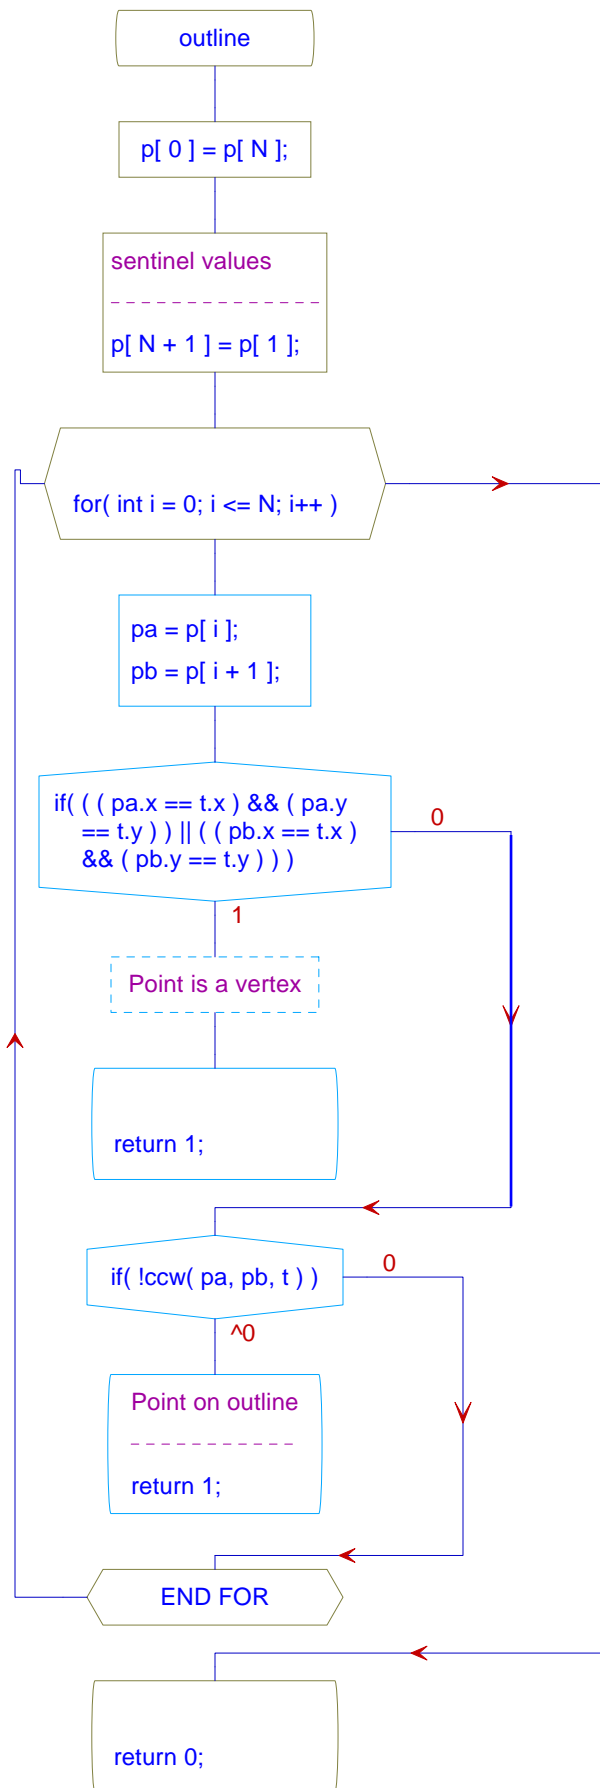 outline
p[ 0 ] = p[ N ];
sentinel values
p[ N + 1 ] = p[ 1 ];
for( int i = 0; i <= N; i++ )
pa = p[ i ];
pb = p[ i + 1 ];
if( ( ( pa.x == t.x ) && ( pa.y
== t.y ) ) || ( ( pb.x == t.x )
&& ( pb.y == t.y ) ) )
0
1
Point is a vertex
return 1;
if( !ccw( pa, pb, t ) )
0
^0
Point on outline
return 1;
END FOR
return 0;